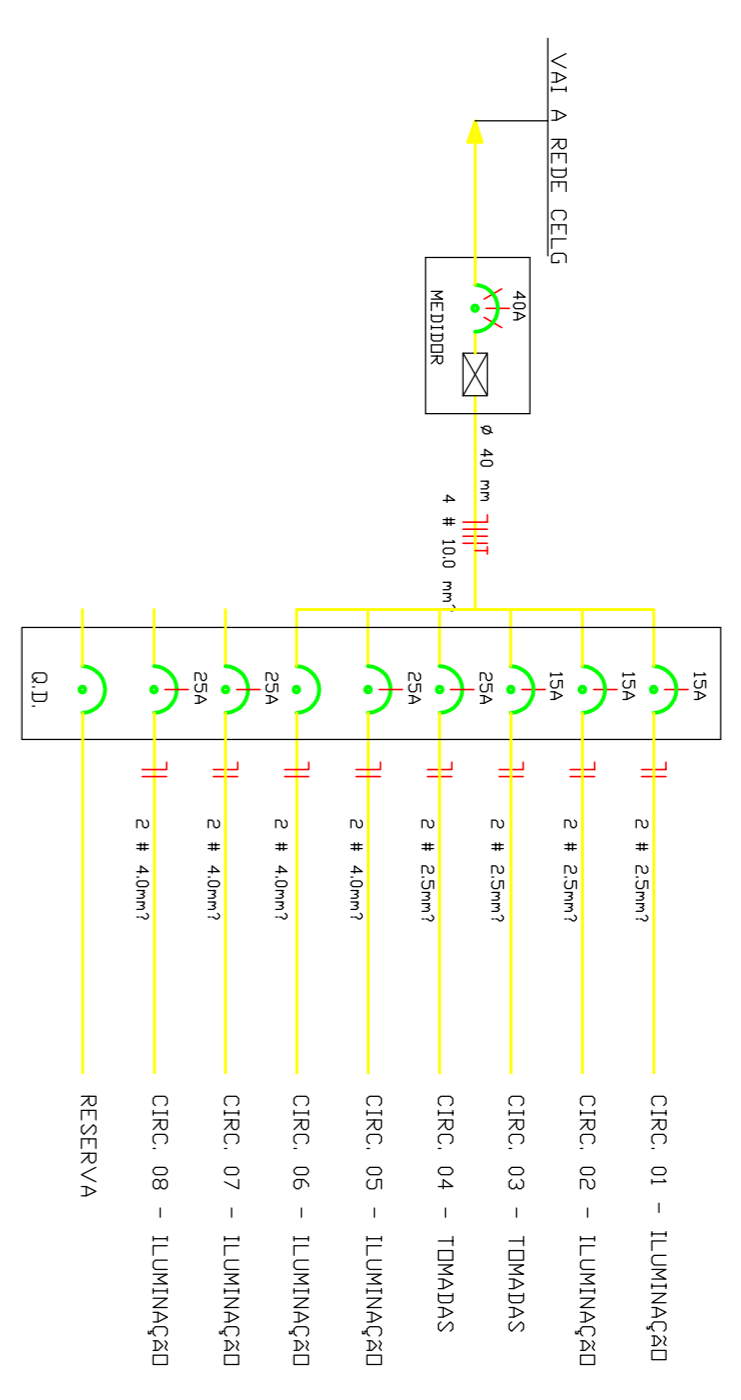 VAI A REDE CELG
40A
MEDIDOR
Ø 40 mm
4 # 10.0 mm?
15A
2 # 2.5mm?
CIRC. 01 - ILUMINAÇÃO
15A
2 # 2.5mm?
CIRC. 02 - ILUMINAÇÃO
15A
2 # 2.5mm?
CIRC. 03 - TOMADAS
25A
2 # 2.5mm?
CIRC. 04 - TOMADAS
25A
2 # 4.0mm?
CIRC. 05 - ILUMINAÇÃO
2 # 4.0mm?
CIRC. 06 - ILUMINAÇÃO
25A
2 # 4.0mm?
CIRC. 07 - ILUMINAÇÃO
25A
2 # 4.0mm?
CIRC. 08 - ILUMINAÇÃO
Q.D.
RESERVA